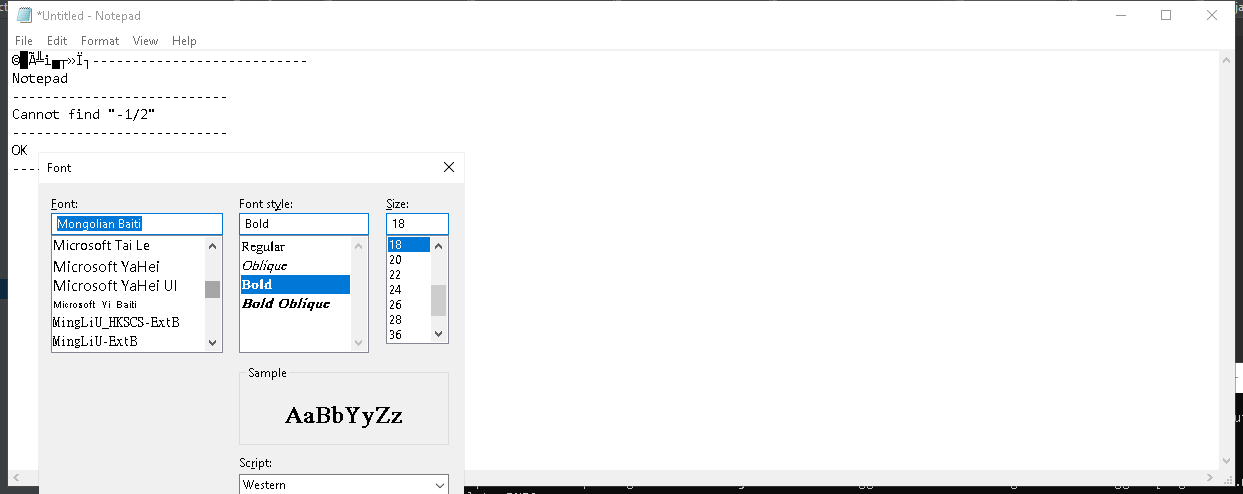 *Untitled - Notepad
File Edit Format View Help
©█Ã╩i▄┬»Ï┐---------------------------
Notepad
---------------------------
Cannot find "-1/2"
---------------------------
OK
----
Font
Font: Font style: Size:
Mongolian Baiti Bold 18
Microsoft Tai Le Regular 18
Microsoft YaHei Oblique 20
Microsoft YaHei UI Bold 22
Microsoft Yi Baiti Bold Oblique 24
MingLiU_HKSCS-ExtB 26
MingLiU-ExtB 28
36
Sample
AaBbYyZz
Script:
Western